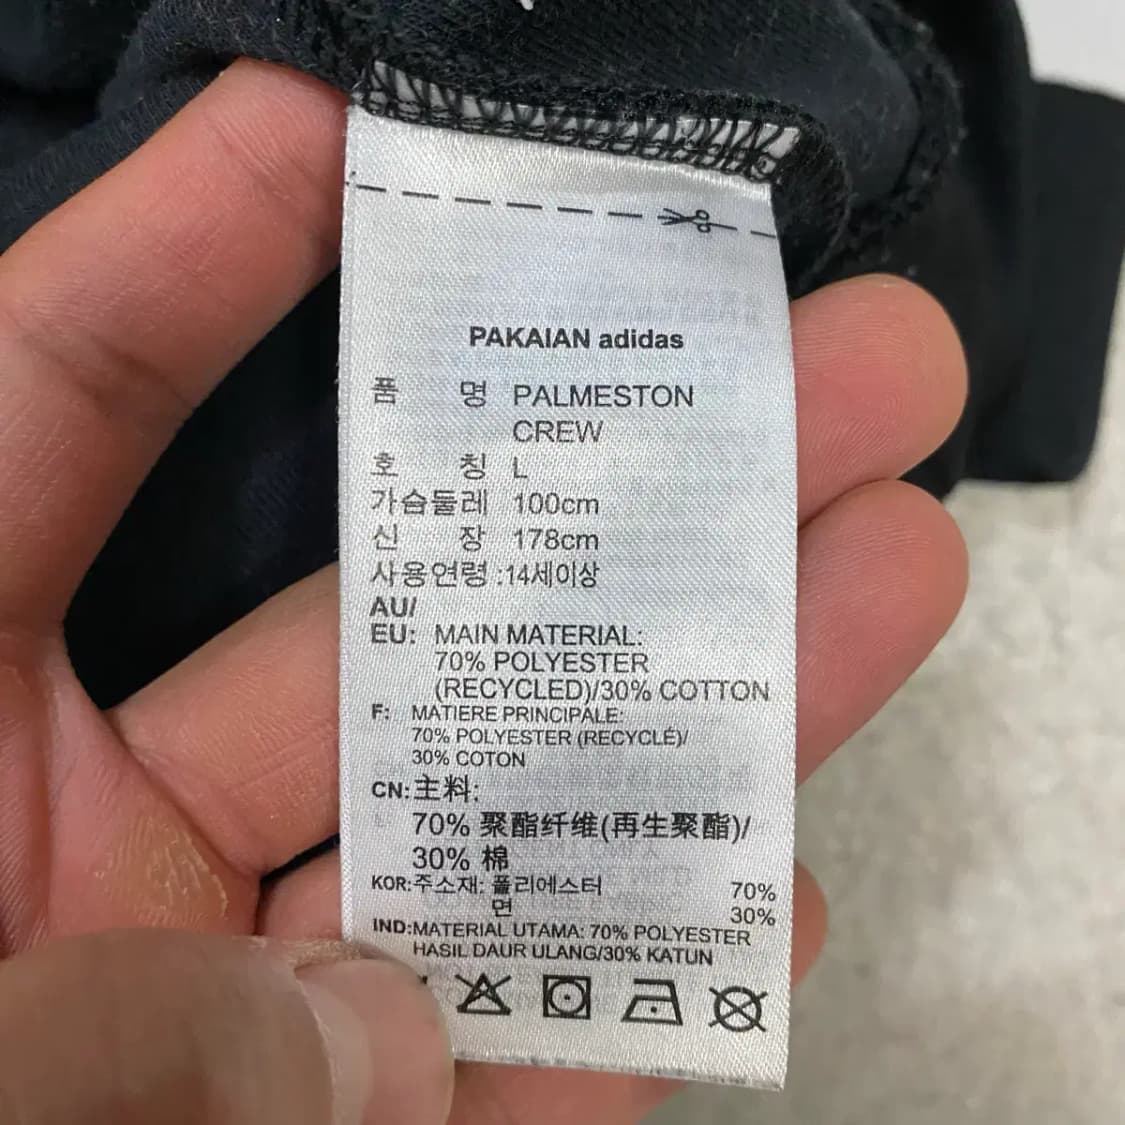 PAKAIAN adidas
품 명 PALMESTON
CREW
호 칭 L
가슴둘레 100cm
신 장 178cm
사용연령 :14세이상
AU/
EU: MAIN MATERIAL:
70% POLYESTER
(RECYCLED)/30% COTTON
F: MATIERE PRINCIPALE:
70% POLYESTER (RECYCLÉ)/
30% COTON
CN:主料:
70% 聚酯纤维(再生聚酯)/
30% 棉
KOR:주소재: 폴리에스터 70%
면 30%
IND:MATERIAL UTAMA: 70% POLYESTER
HASIL DAUR ULANG/30% KATUN